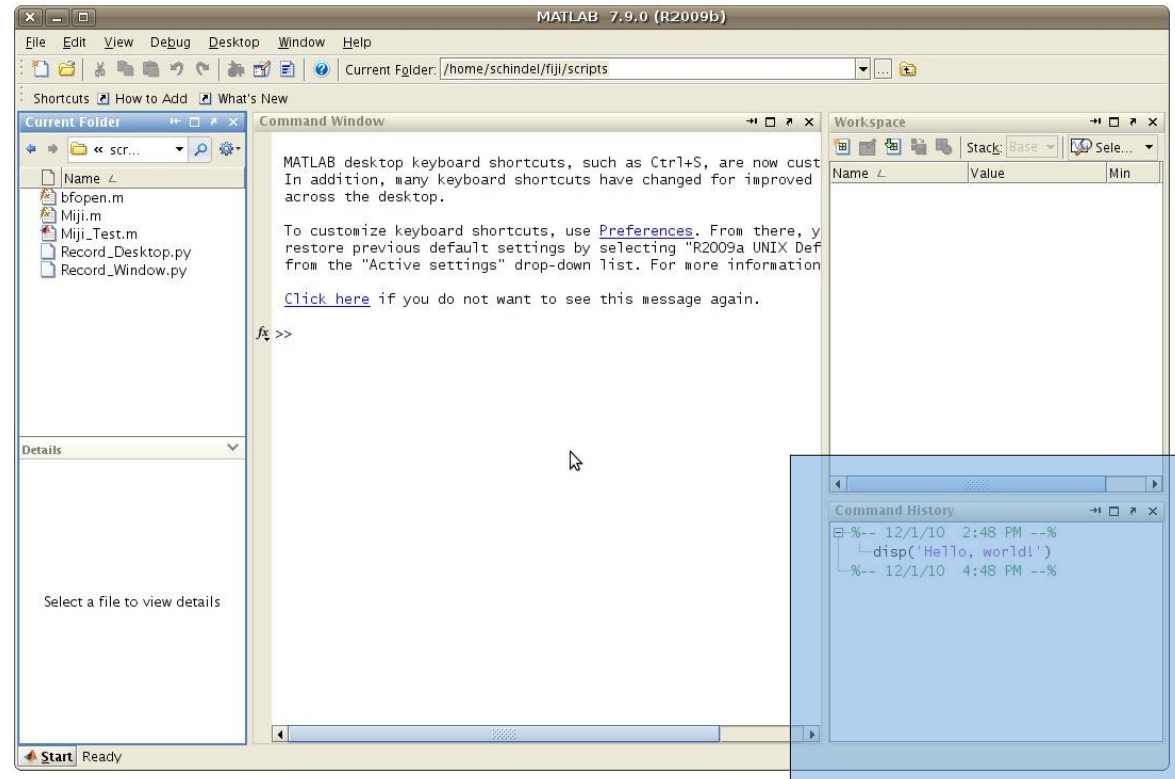 MATLAB 7.9.0 (R2009b)
File Edit View Debug Desktop Window Help
Current Folder: /home/schindel/fiji/scripts
Shortcuts How to Add What's New
Current Folder
« scr...
Name
bfopen.m
Miji.m
Miji_Test.m
Record_Desktop.py
Record_Window.py
Details
Select a file to view details
Command Window
MATLAB desktop keyboard shortcuts, such as Ctrl+S, are now cust
In addition, many keyboard shortcuts have changed for improved
across the desktop.
To customize keyboard shortcuts, use Preferences. From there, y
restore previous default settings by selecting "R2009a UNIX Def
from the "Active settings" drop-down list. For more information
Click here if you do not want to see this message again.
fx >>
Workspace
Stack: Base Sele...
Name Value Min
Command History
%-- 12/1/10 2:48 PM --%
disp('Hello, world!')
%-- 12/1/10 4:48 PM --%
Start Ready